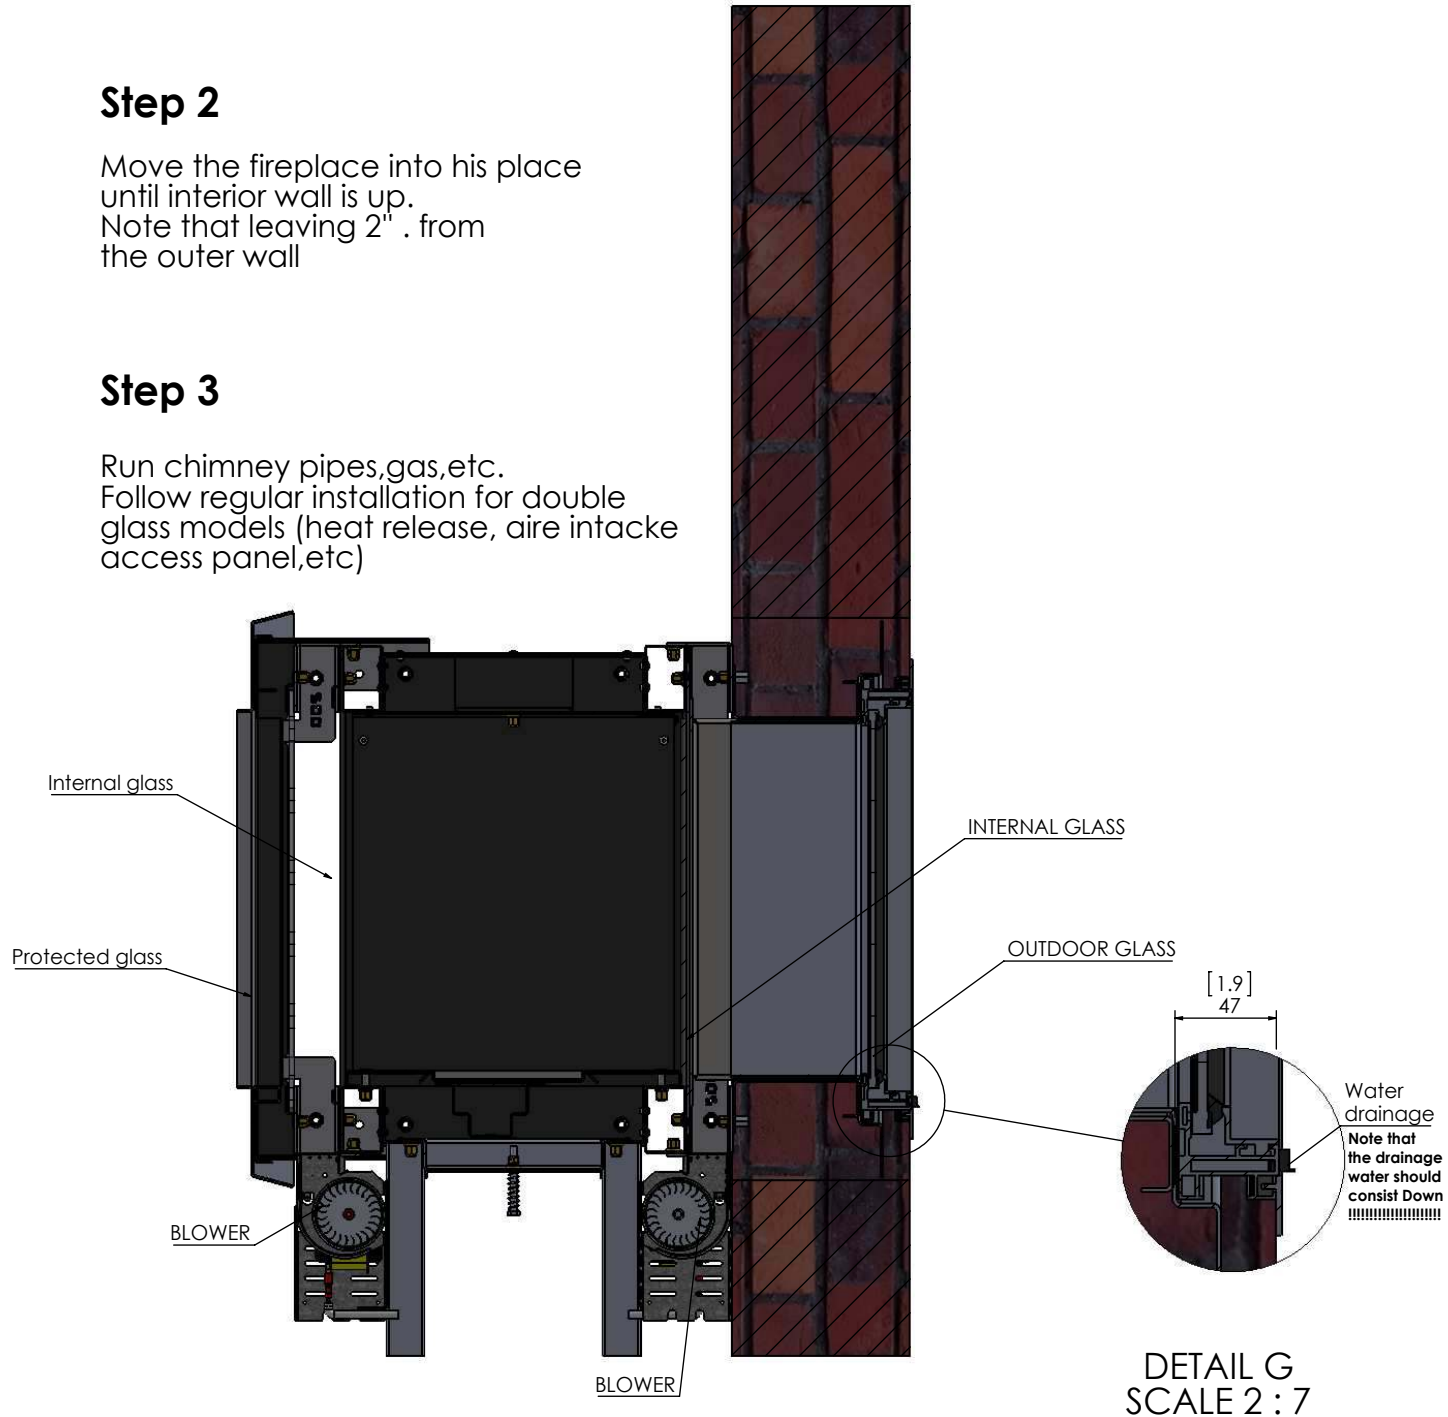 Step 2
Move the fireplace into his place
until interior wall is up.
Note that leaving 2" . from
the outer wall
Step 3
Run chimney pipes,gas,etc.
Follow regular installation for double
glass models (heat release, aire intacke
access panel,etc)
Internal glass
INTERNAL GLASS
Protected glass
OUTDOOR GLASS
[1.9]
47
Water
drainage
Note that
the drainage
water should
consist Down
!!!!!!!!!!!!!!!!!!!!!
BLOWER
BLOWER
DETAIL G
SCALE 2 : 7